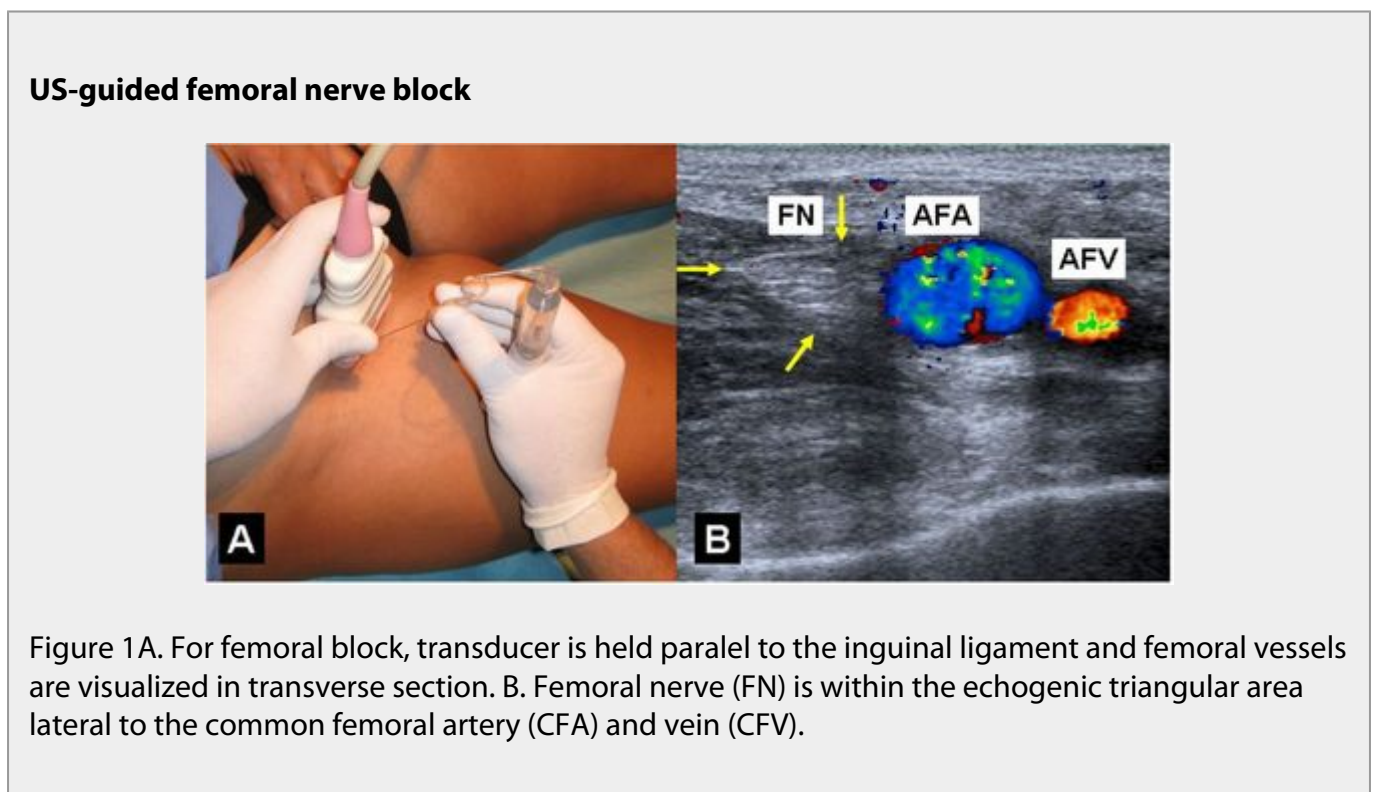 US-guided femoral nerve block
FN
AFA
AFV
A
B
Figure 1A. For femoral block, transducer is held paralel to the inguinal ligament and femoral vessels
are visualized in transverse section. B. Femoral nerve (FN) is within the echogenic triangular area
lateral to the common femoral artery (CFA) and vein (CFV).